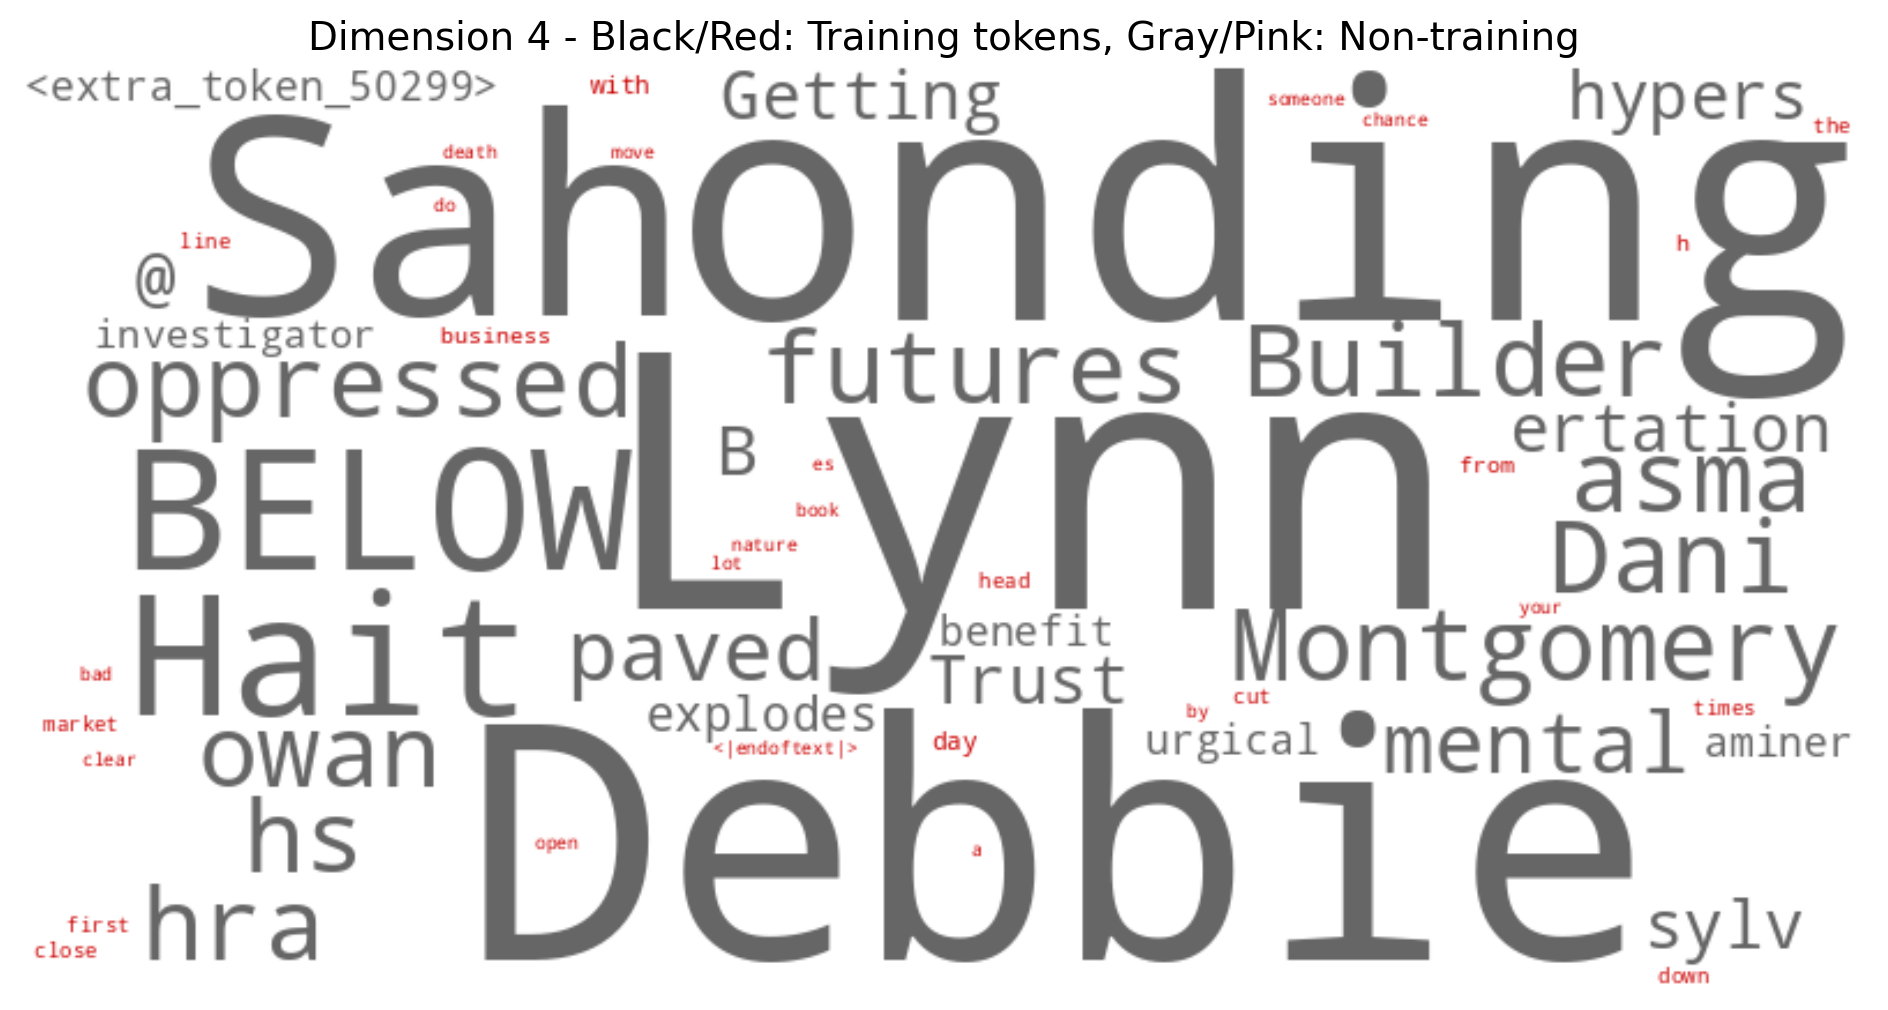 Dimension 4 - Black/Red: Training tokens, Gray/Pink: Non-training
<extra_token_50299>
with
Getting
someone
chance
hypers
the
Sah
onding
death
move
do
line
@
h
investigator
business
oppressed
futures
Builder
ertation
B
es
Lynn
from
asma
BELOW
book
nature
lot
head
Dani
Hait
paved
benefit
Trust
your
Montgomery
bad
market
clear
explodes
<|endoftext|>
day
by
cut
times
urgical
mental
aminer
owan
hs
Debbie
open
a
hra
first
close
sylv
down